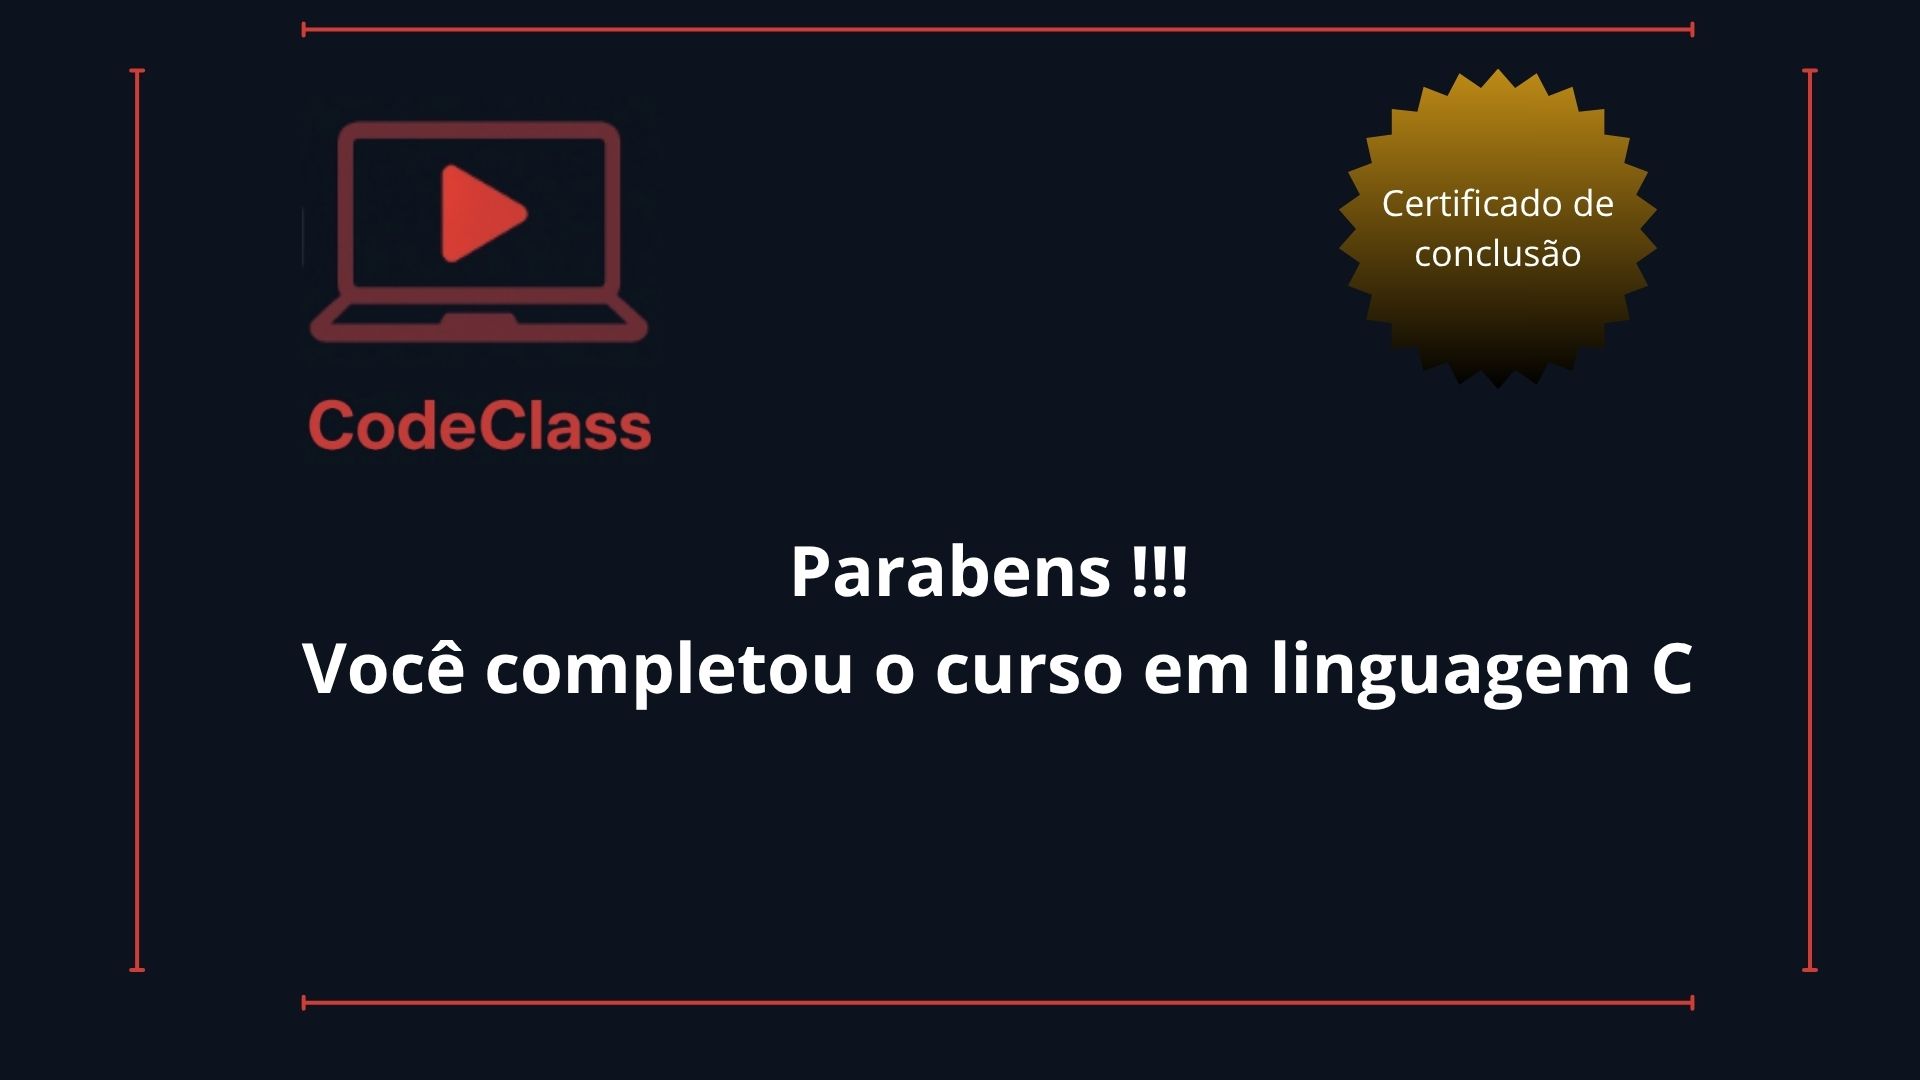 Certificado de
conclusão
CodeClass
Parabens !!!
Você completou o curso em linguagem C